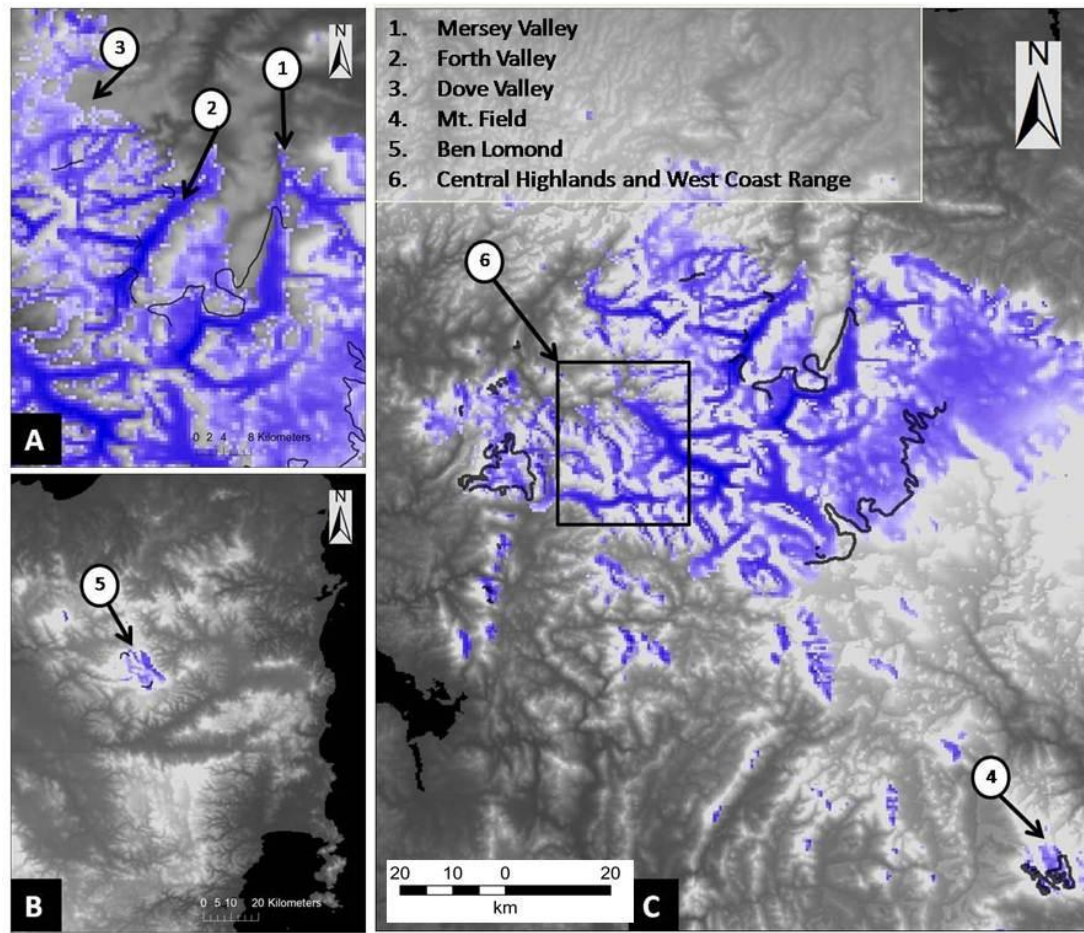 3
1
N
2
0 2 4 8 Kilometers
A
N
5
0 5 10 20 Kilometers
B
1. Mersey Valley
2. Forth Valley
3. Dove Valley
4. Mt. Field
5. Ben Lomond
6. Central Highlands and West Coast Range
N
6
4
20 10 0 20
km
C